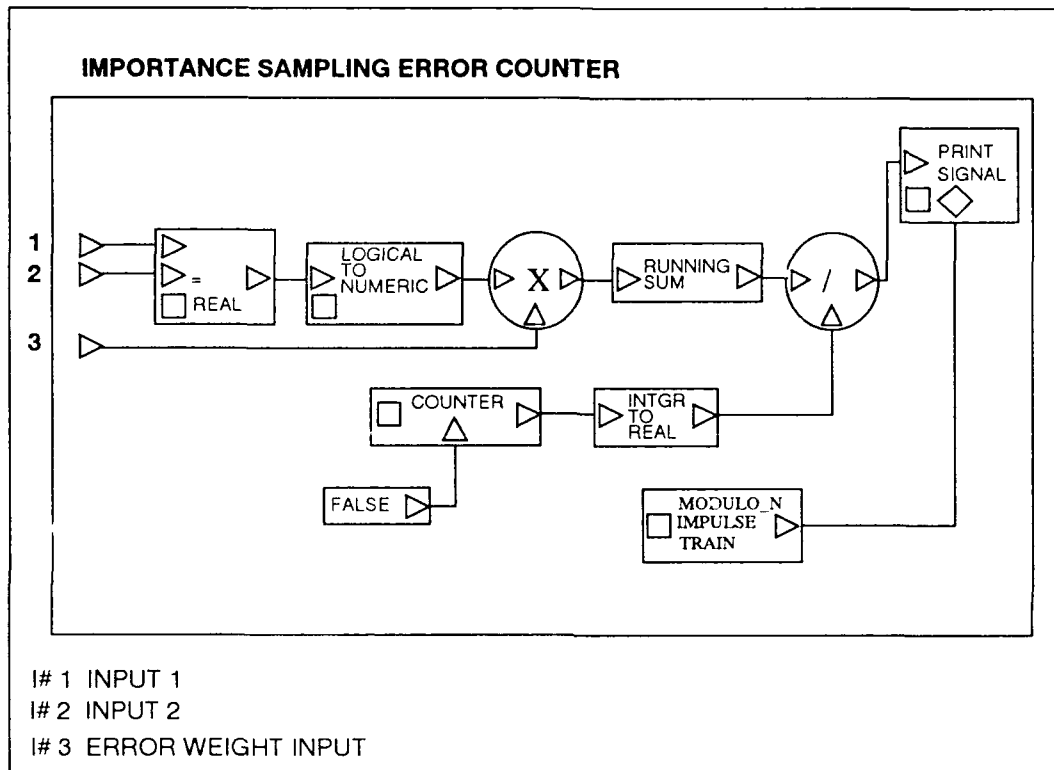 IMPORTANCE SAMPLING ERROR COUNTER
PRINT
SIGNAL
1
2
3
=
REAL
LOGICAL
TO
NUMERIC
X
RUNNING
SUM
/
COUNTER
INTGR
TO
REAL
FALSE
MODULO_N
IMPULSE
TRAIN
I# 1 INPUT 1
I# 2 INPUT 2
I# 3 ERROR WEIGHT INPUT